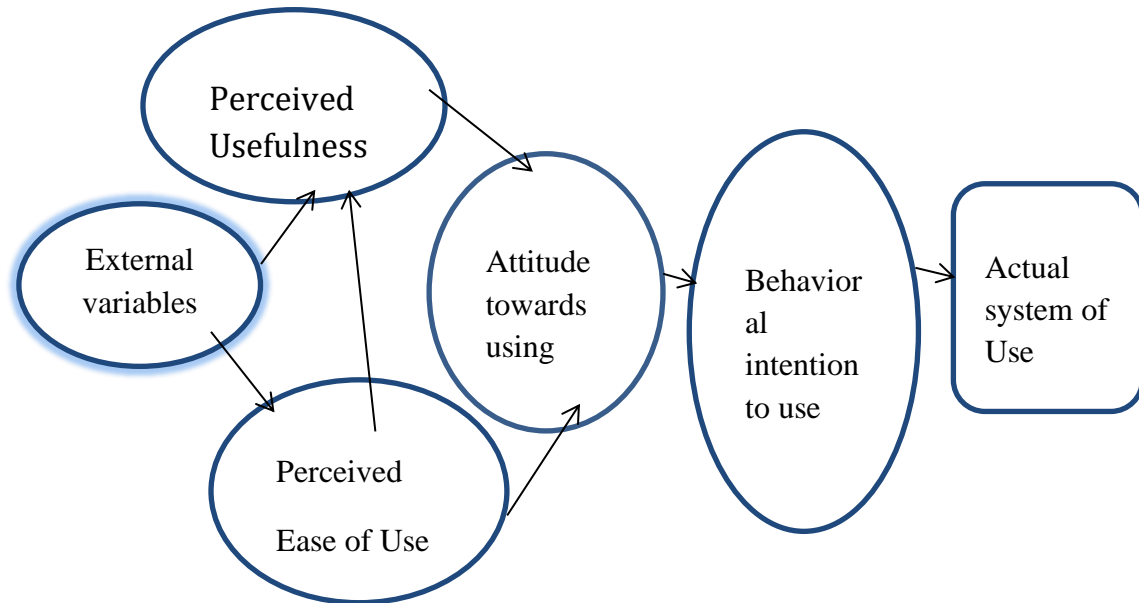 Perceived
Usefulness
External
variables
Attitude
towards
using
Behavior
al
intention
to use
Actual
system of
Use
Perceived
Ease of Use